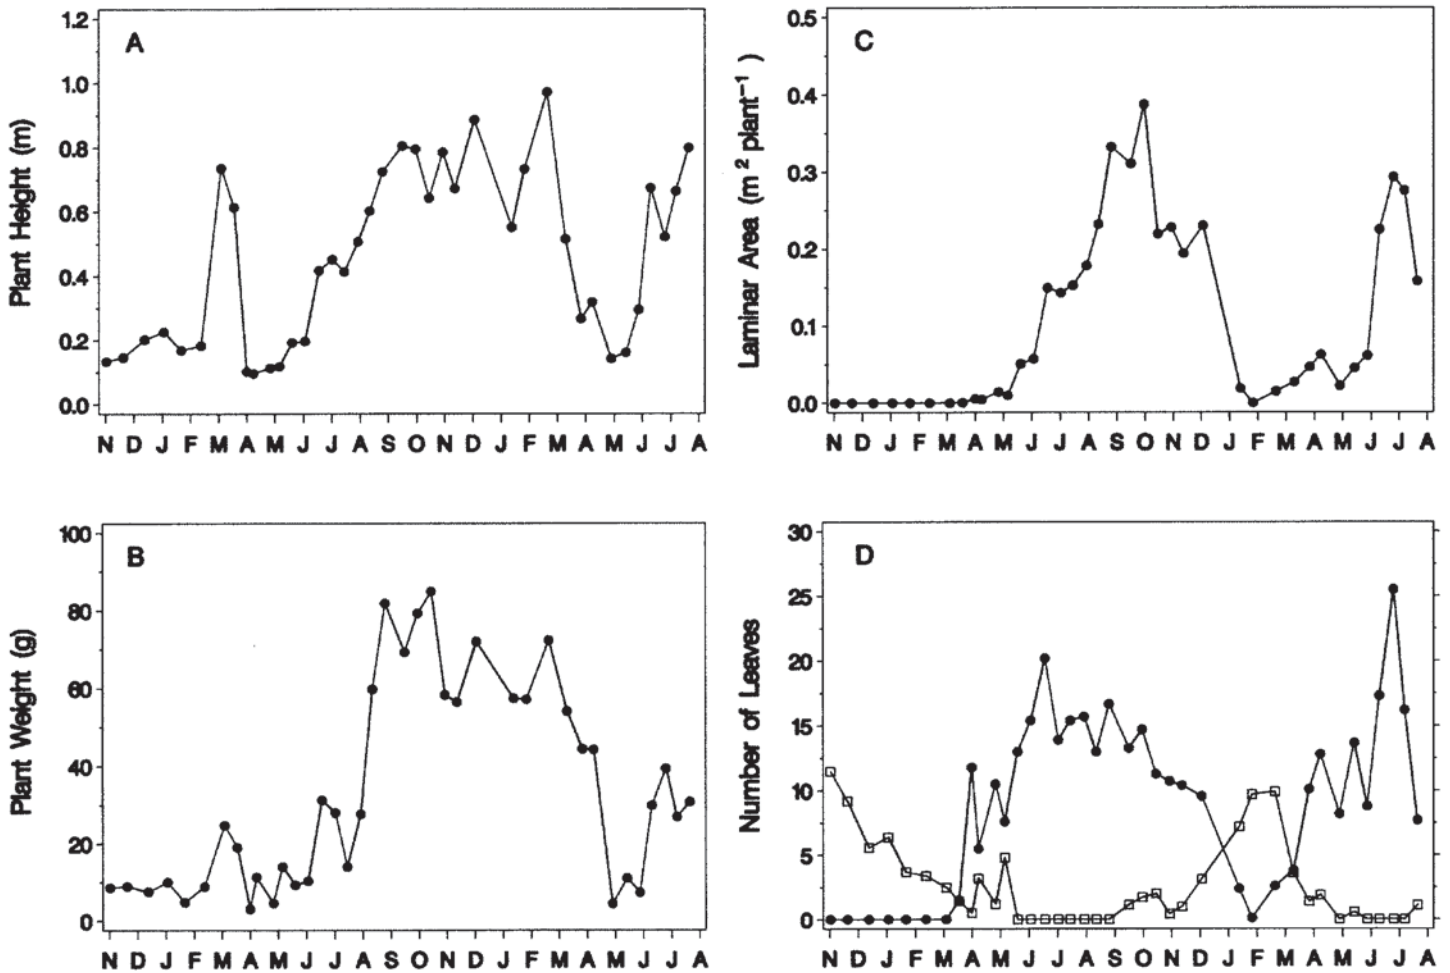 A
Plant Height (m)
1.2
1.0
0.8
0.6
0.4
0.2
0.0
N D J F M A M J J A S O N D J F M A M J J A
C
Laminar Area (m² plant⁻¹)
0.5
0.4
0.3
0.2
0.1
0.0
N D J F M A M J J A S O N D J F M A M J J A
B
Plant Weight (g)
100
80
60
40
20
0
N D J F M A M J J A S O N D J F M A M J J A
D
Number of Leaves
30
25
20
15
10
5
0
N D J F M A M J J A S O N D J F M A M J J A